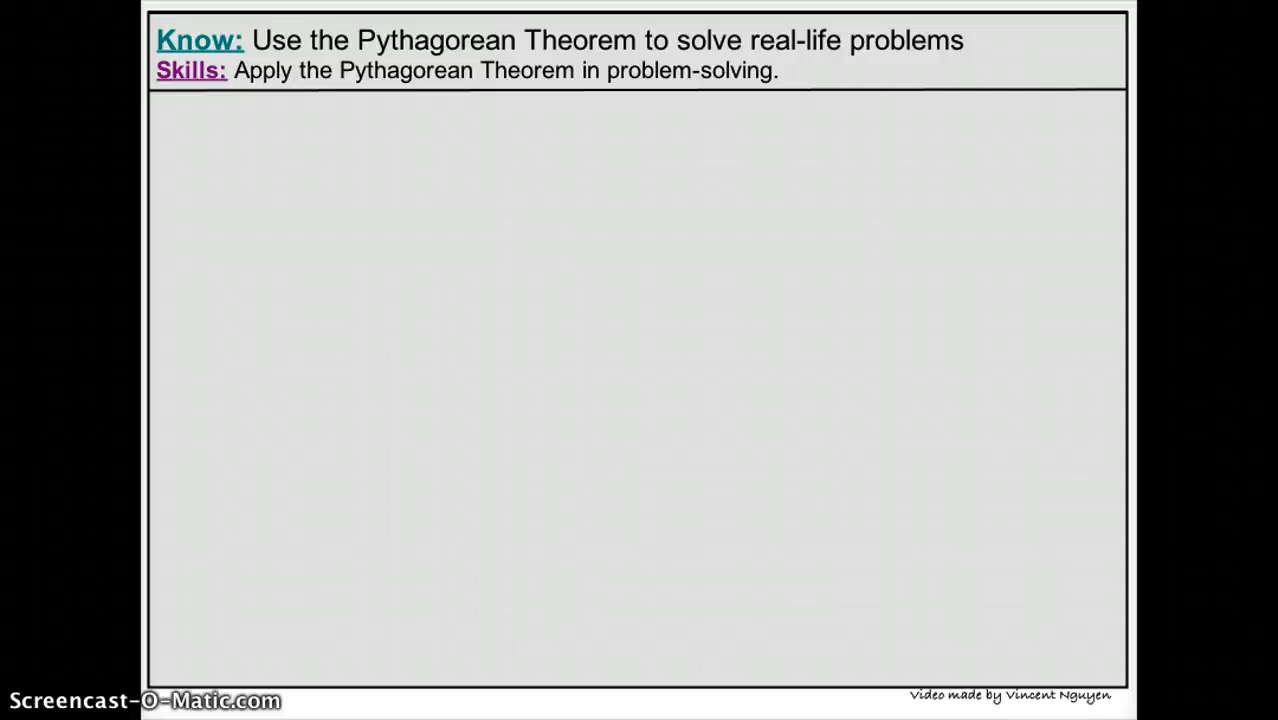 Know: Use the Pythagorean Theorem to solve real-life problems
Skills: Apply the Pythagorean Theorem in problem-solving.
Video made by Vincent Nguyen
Screencast-O-Matic.com